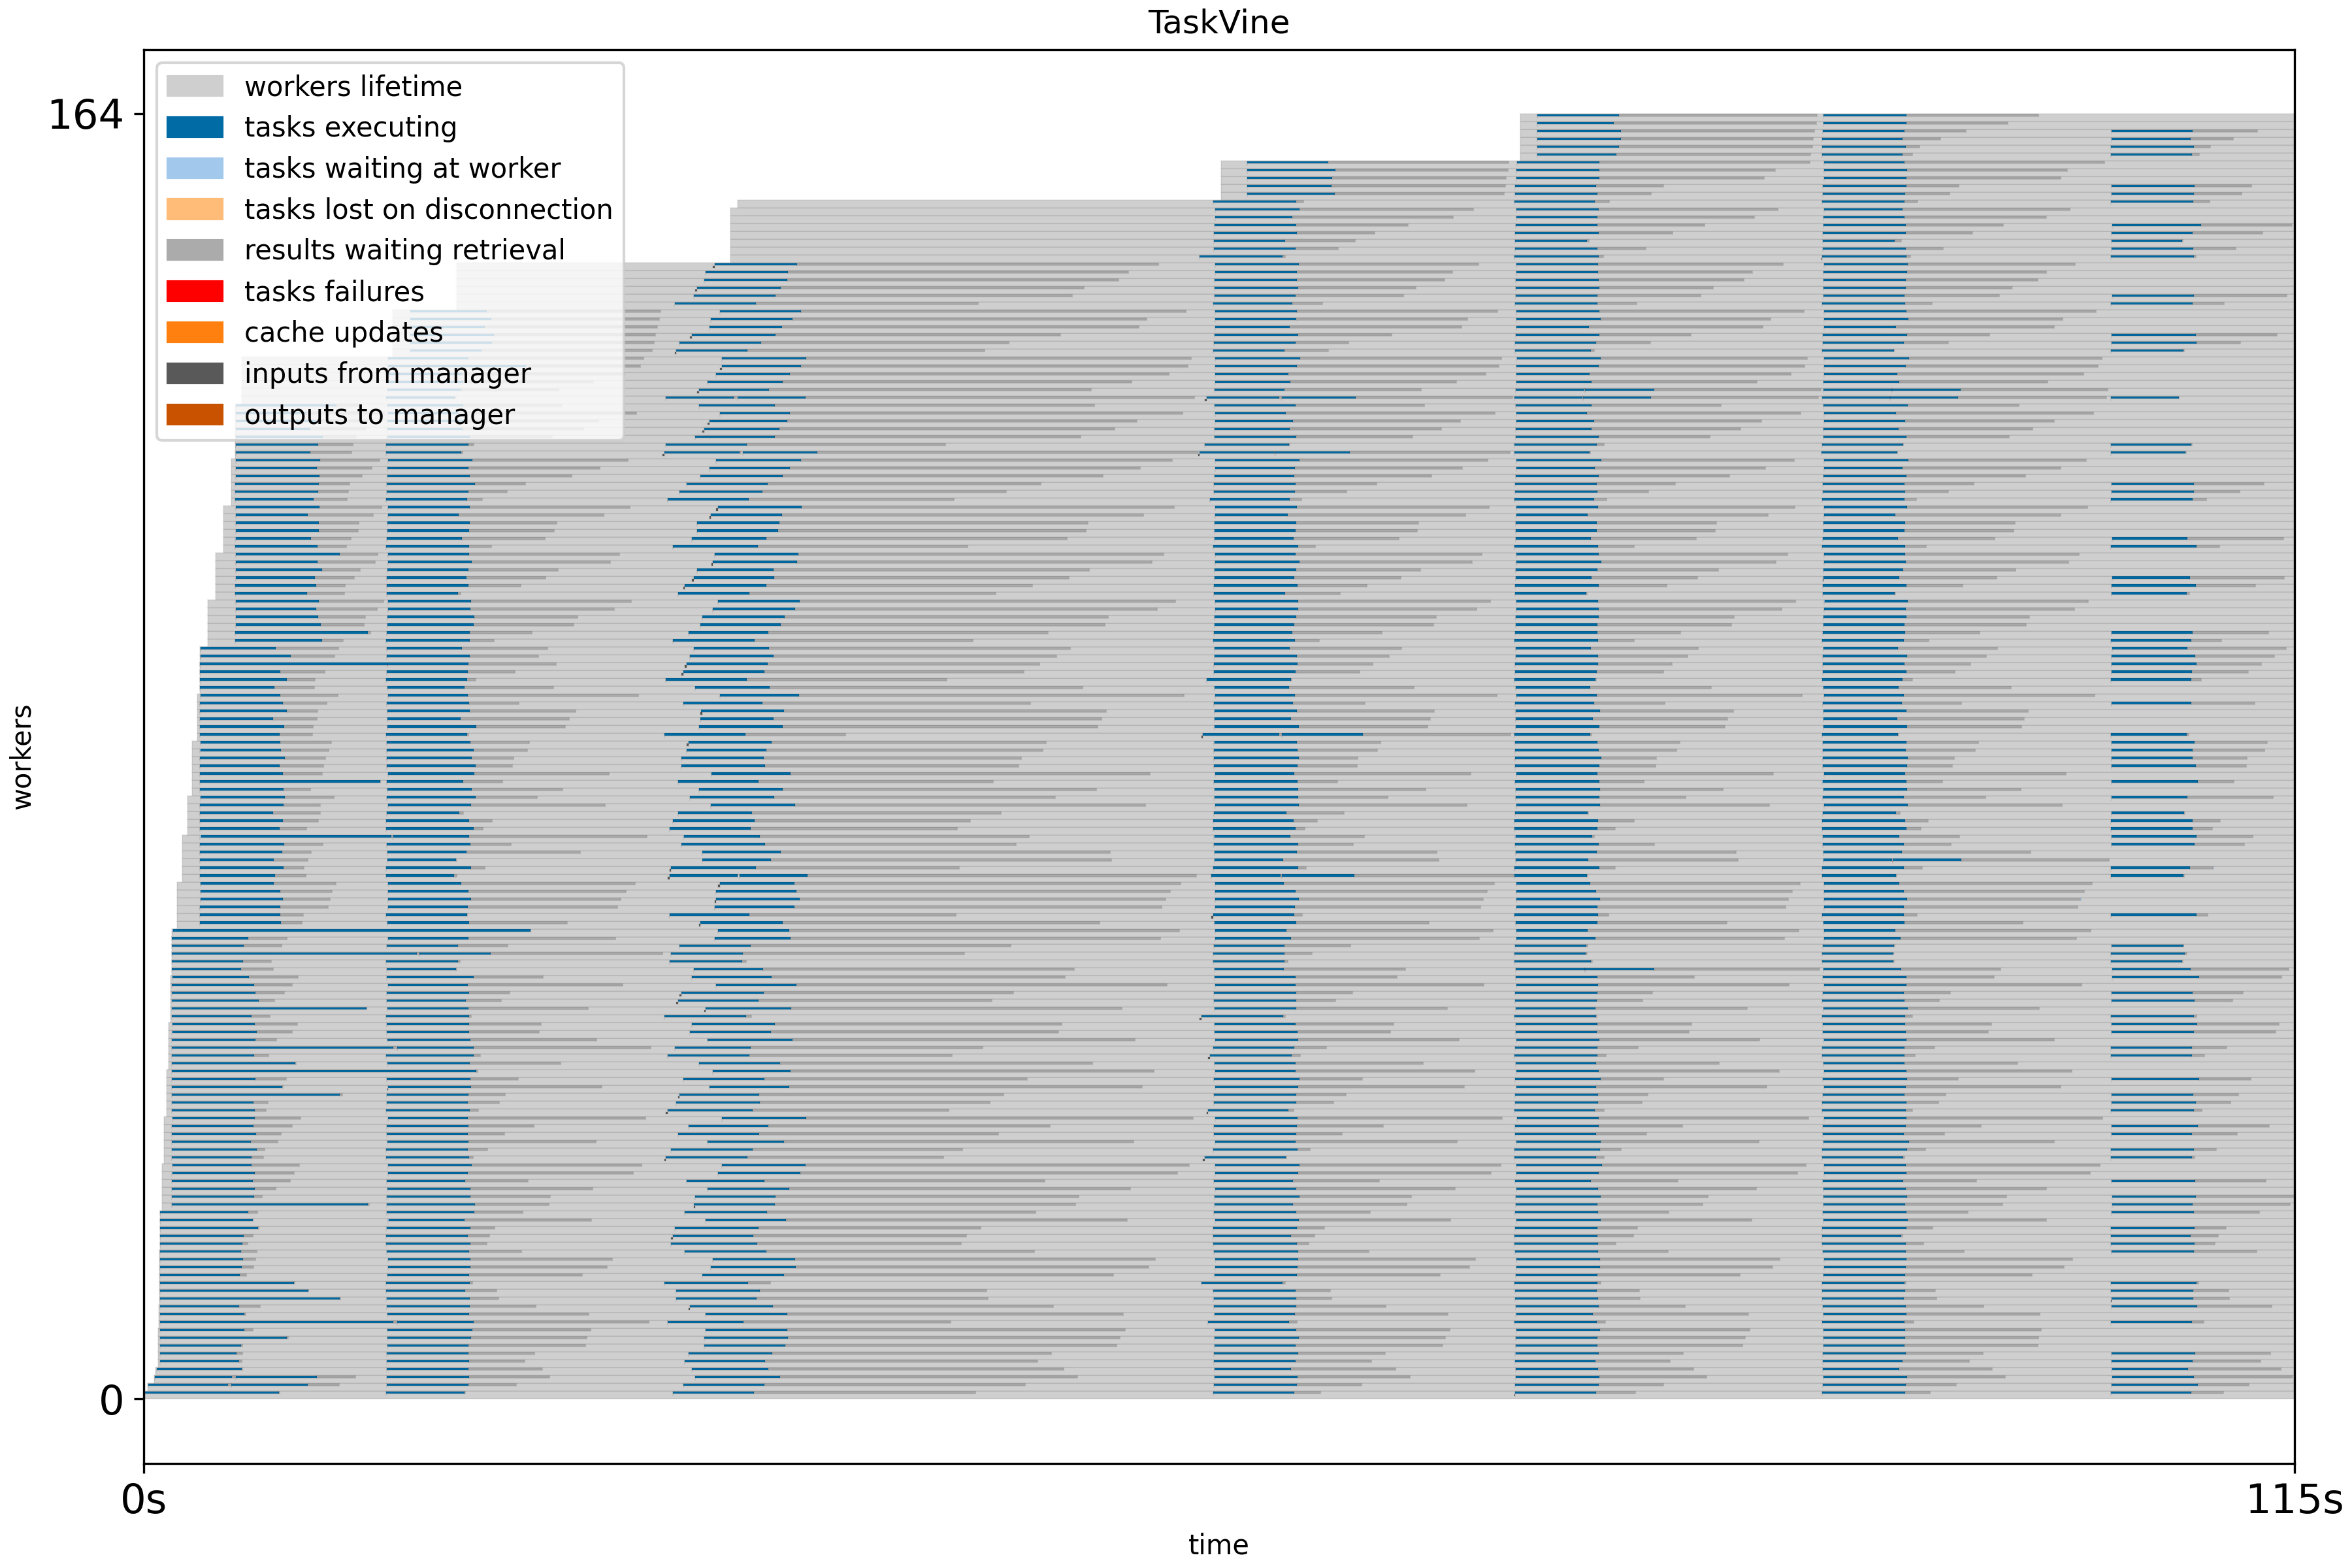 TaskVine
164
workers lifetime
tasks executing
tasks waiting at worker
tasks lost on disconnection
results waiting retrieval
tasks failures
cache updates
inputs from manager
outputs to manager
workers
0
0s
115s
time